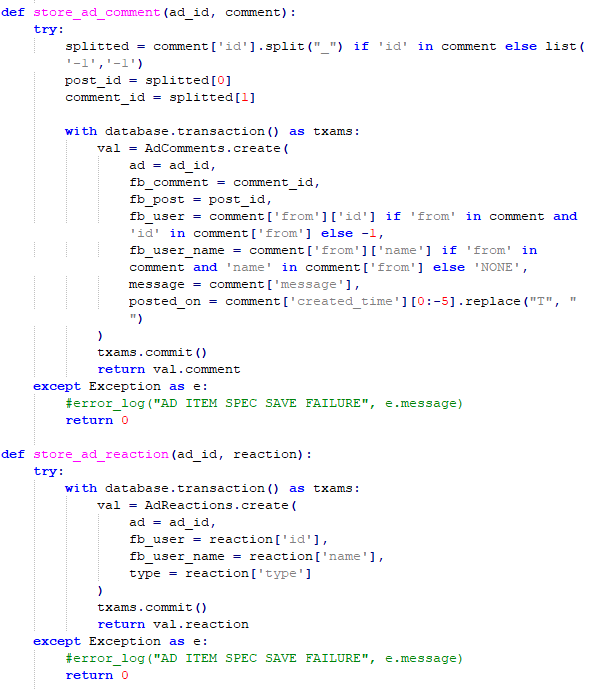 def store_ad_comment(ad_id, comment):
    try:
        splitted = comment['id'].split("_") if 'id' in comment else list(
        '-1','-1')
        post_id = splitted[0]
        comment_id = splitted[1]

        with database.transaction() as txams:
            val = AdComments.create(
                ad = ad_id,
                fb_comment = comment_id,
                fb_post = post_id,
                fb_user = comment['from']['id'] if 'from' in comment and
                'id' in comment['from'] else -1,
                fb_user_name = comment['from']['name'] if 'from' in
                comment and 'name' in comment['from'] else 'NONE',
                message = comment['message'],
                posted_on = comment['created_time'][0:-5].replace("T", "
                ")
            )
            txams.commit()
            return val.comment
    except Exception as e:
        #error_log("AD ITEM SPEC SAVE FAILURE", e.message)
        return 0

def store_ad_reaction(ad_id, reaction):
    try:
        with database.transaction() as txams:
            val = AdReactions.create(
                ad = ad_id,
                fb_user = reaction['id'],
                fb_user_name = reaction['name'],
                type = reaction['type']
            )
            txams.commit()
            return val.reaction
    except Exception as e:
        #error_log("AD ITEM SPEC SAVE FAILURE", e.message)
        return 0